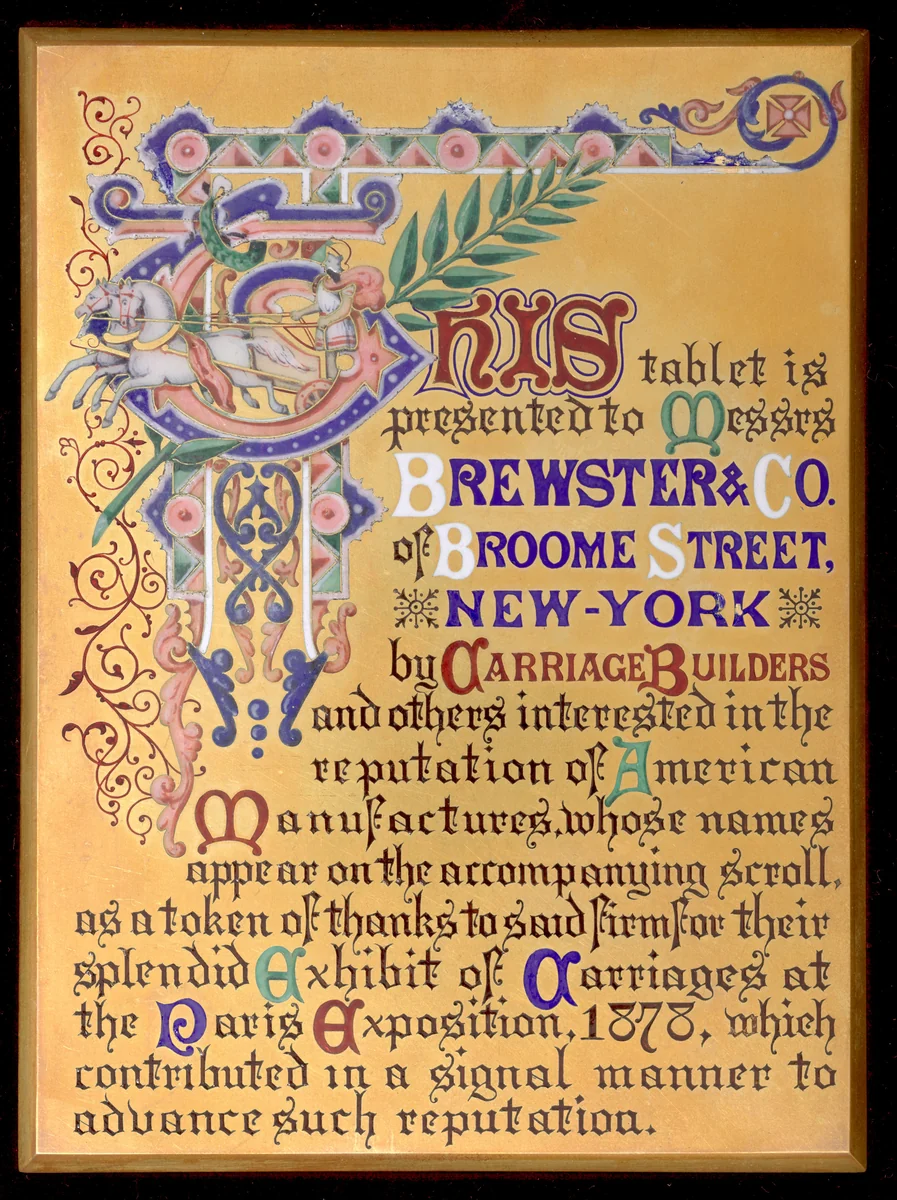 THIS tablet is
presented to Messrs
BREWSTER & CO.
of BROOME STREET,
NEW-YORK
by CARRIAGE BUILDERS
and others interested in the
reputation of American
Manufactures, whose names
appear on the accompanying scroll,
as a token of thanks to said firm for their
splendid Exhibit of Carriages at
the Paris Exposition, 1878, which
contributed in a signal manner to
advance such reputation.